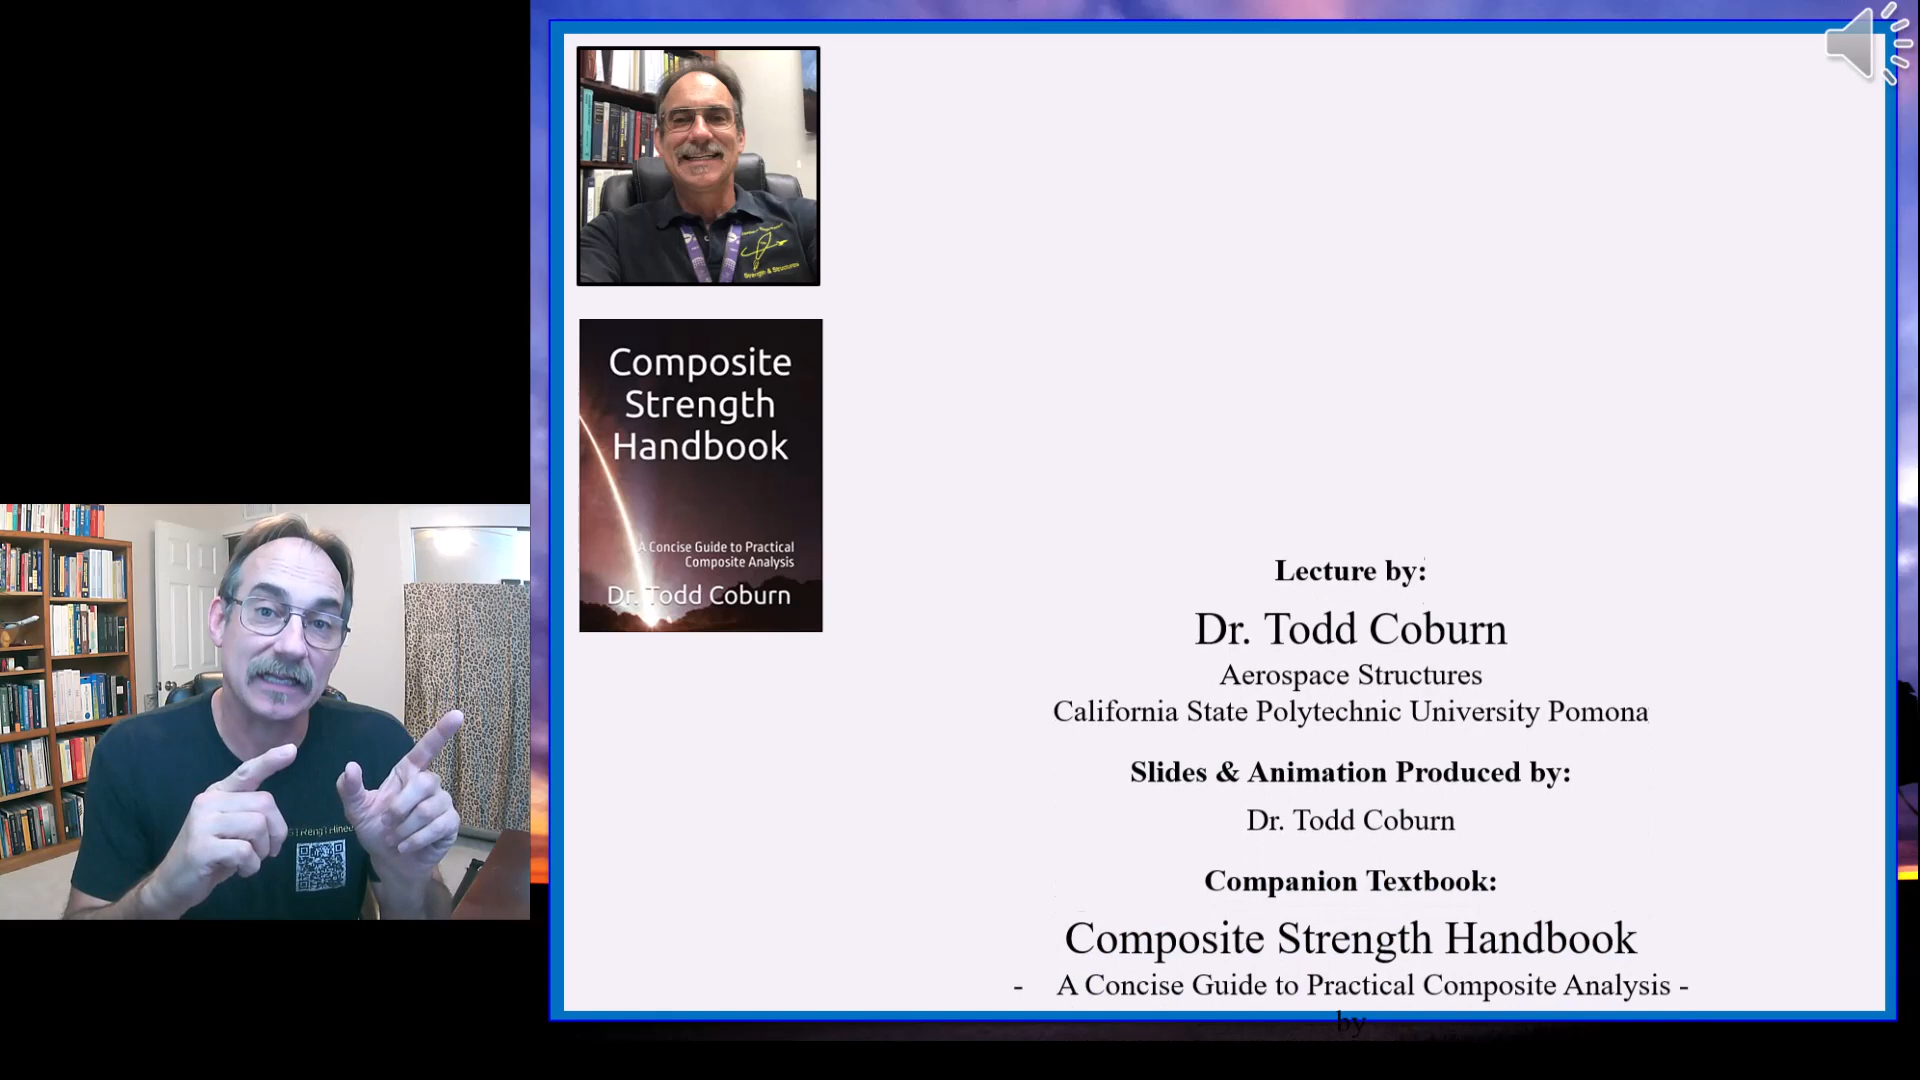 Composite
Strength
Handbook
A Concise Guide to Practical
Composite Analysis
Dr. Todd Coburn
Strength & Structures
Lecture by:
Dr. Todd Coburn
Aerospace Structures
California State Polytechnic University Pomona
Slides & Animation Produced by:
Dr. Todd Coburn
Companion Textbook:
Composite Strength Handbook
- A Concise Guide to Practical Composite Analysis -
by